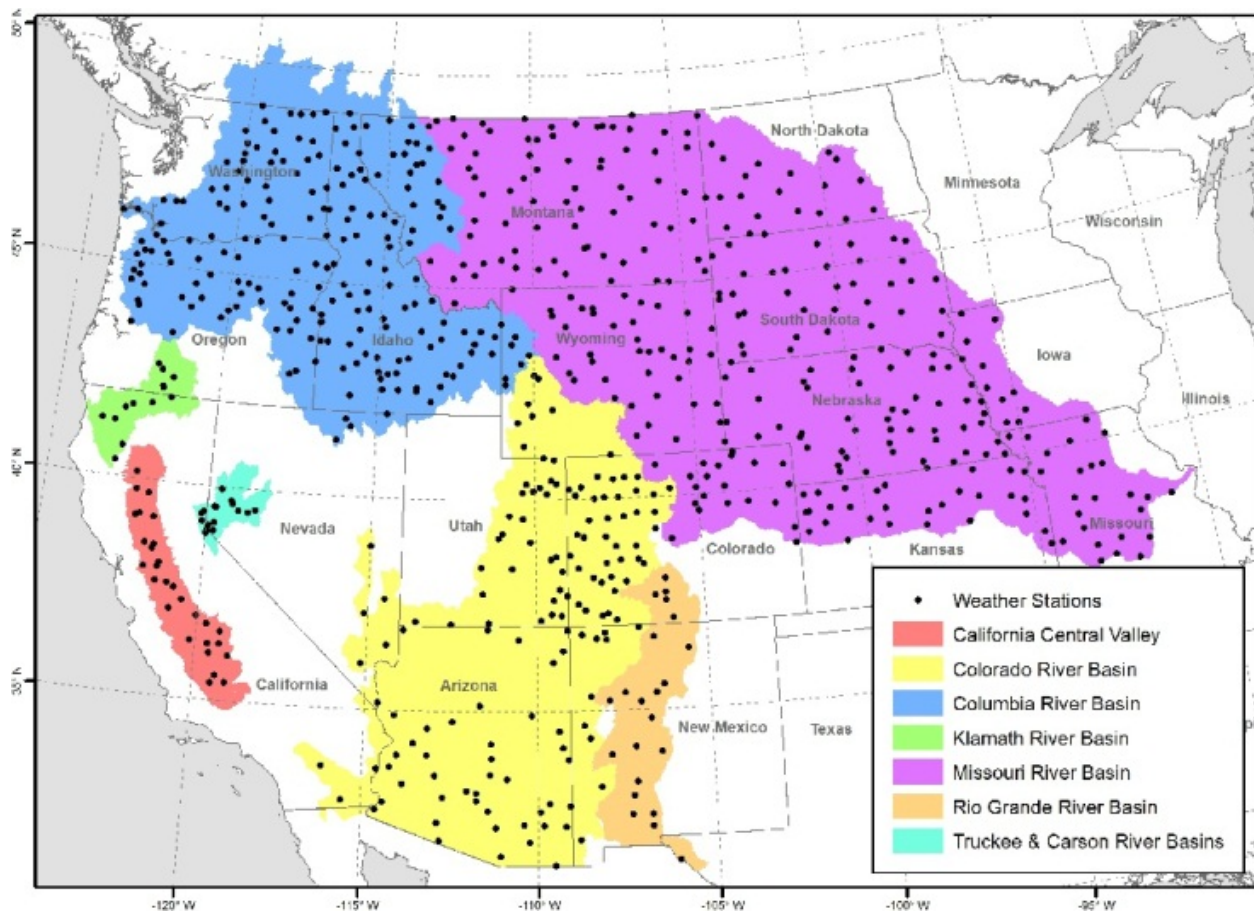 50° N
North Dakota
Washington
Minnesota
Montana
Wisconsin
45° N
South Dakota
Oregon
Idaho
Wyoming
Iowa
Nebraska
Illinois
40° N
Nevada
Utah
Missouri
Colorado
Kansas
Weather Stations
California Central Valley
Colorado River Basin
Columbia River Basin
Klamath River Basin
Missouri River Basin
Rio Grande River Basin
Truckee & Carson River Basins
35° N
California
Arizona
New Mexico
Texas
-120° W
-115° W
-110° W
-105° W
-100° W
-95° W